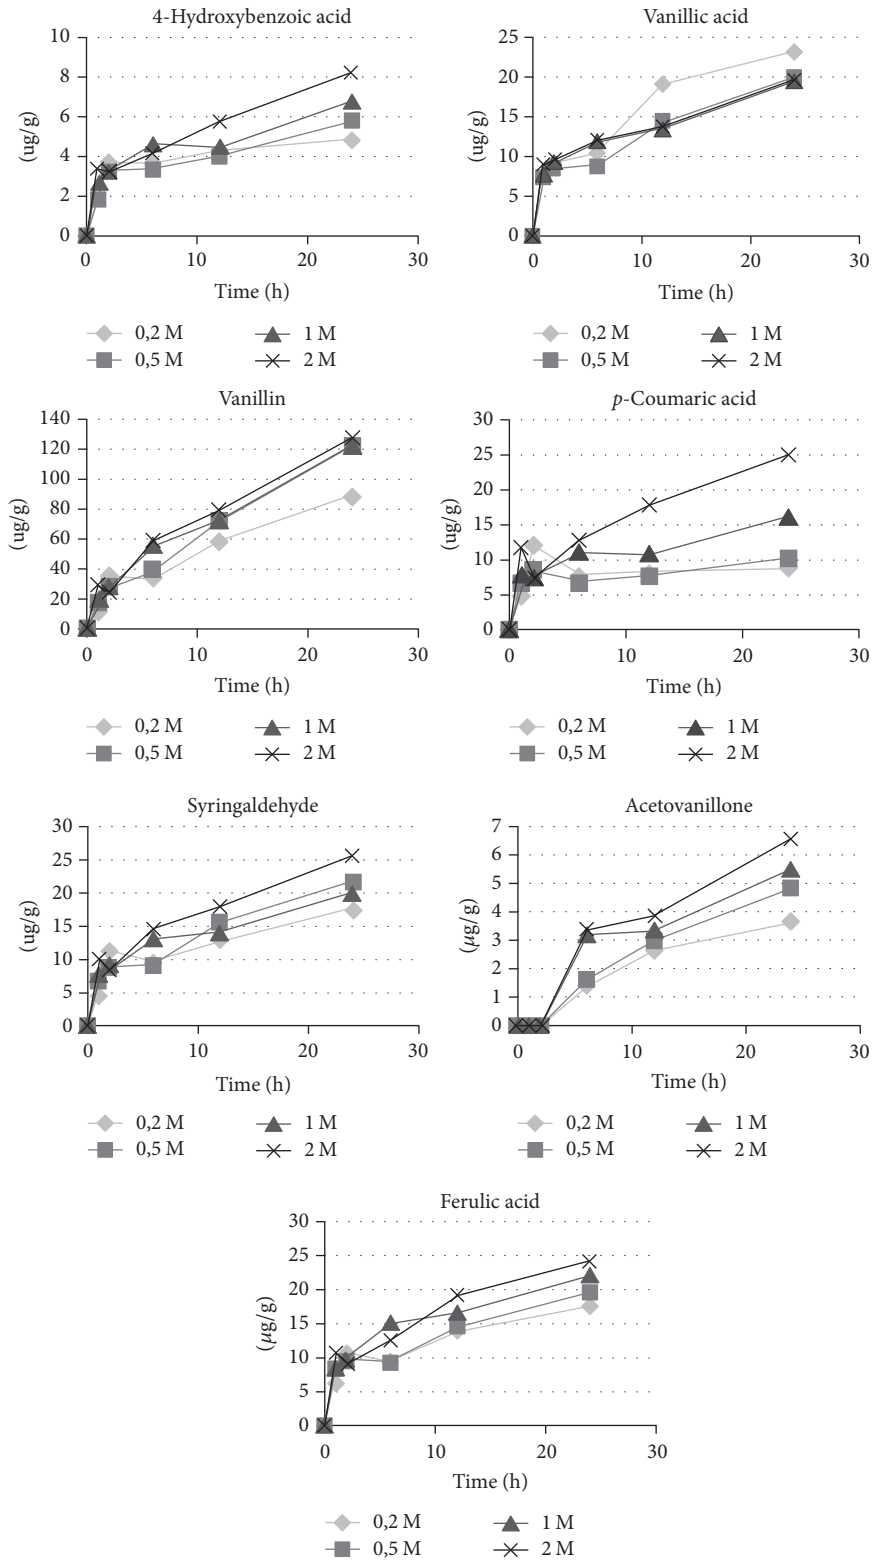 4-Hydroxybenzoic acid
10
8
6
4
2
0
(ug/g)
0 10 20 30
Time (h)
0,2 M 1 M
0,5 M 2 M
Vanillic acid
25
20
15
10
5
0
(ug/g)
0 10 20 30
Time (h)
0,2 M 1 M
0,5 M 2 M
Vanillin
140
120
100
80
60
40
20
0
(ug/g)
0 10 20 30
Time (h)
0,2 M 1 M
0,5 M 2 M
p-Coumaric acid
30
25
20
15
10
5
0
(ug/g)
0 10 20 30
Time (h)
0,2 M 1 M
0,5 M 2 M
Syringaldehyde
30
25
20
15
10
5
0
(ug/g)
0 10 20 30
Time (h)
0,2 M 1 M
0,5 M 2 M
Acetovanillone
7
6
5
4
3
2
1
0
(μg/g)
0 10 20 30
Time (h)
0,2 M 1 M
0,5 M 2 M
Ferulic acid
30
25
20
15
10
5
0
(μg/g)
0 10 20 30
Time (h)
0,2 M 1 M
0,5 M 2 M